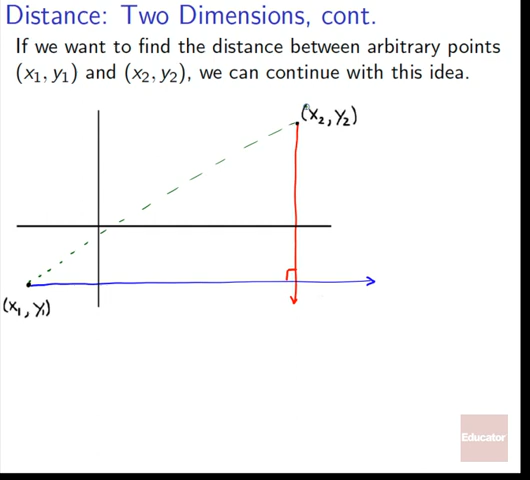 Distance: Two Dimensions, cont.
If we want to find the distance between arbitrary points
(x₁, y₁) and (x₂, y₂), we can continue with this idea.
(x₂, y₂)
(x₁, y₁)
Educator